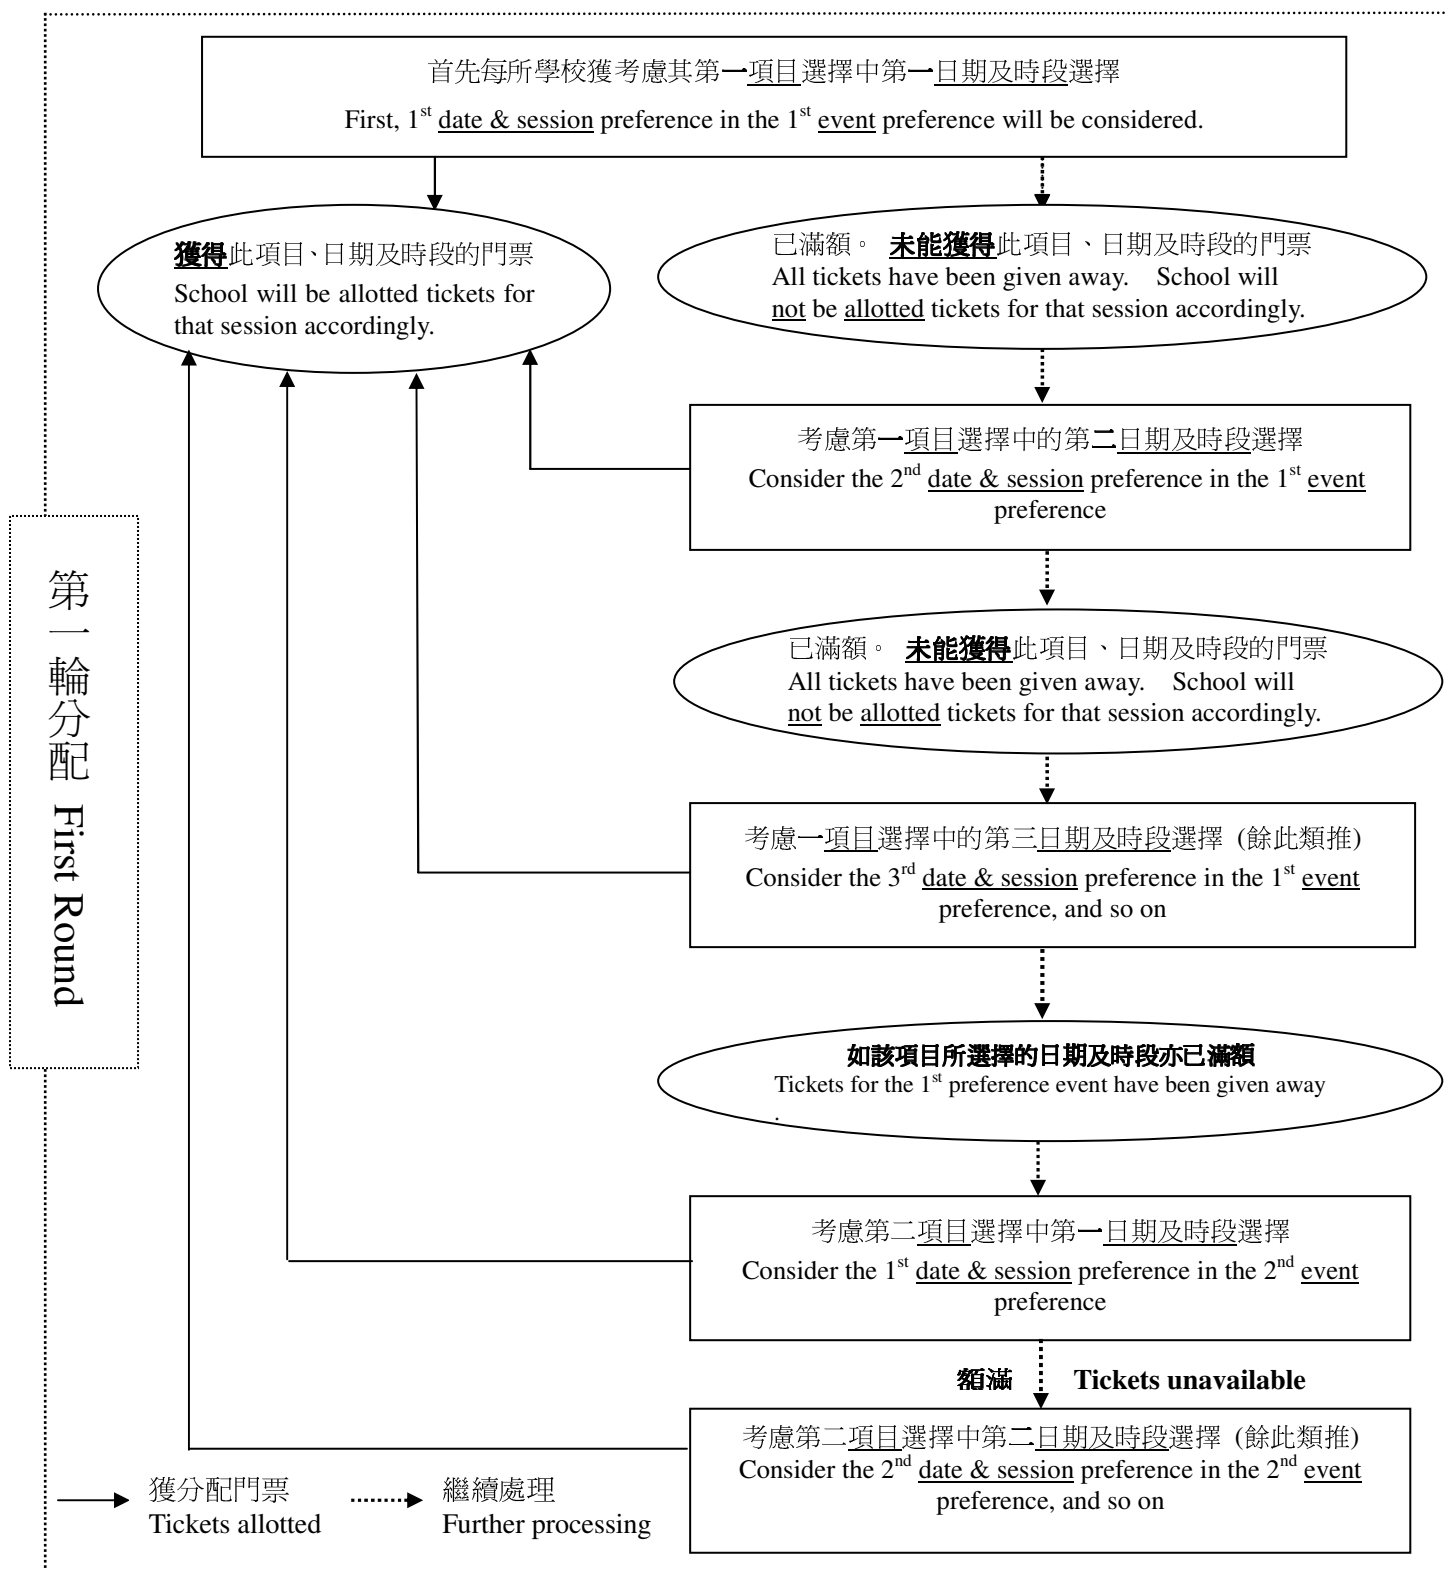 首先每所學校獲考慮其第一項目選擇中第一日期及時段選擇
First, 1st date & session preference in the 1st event preference will be considered.
獲得此項目、日期及時段的門票
School will be allotted tickets for
that session accordingly.
已滿額。 未能獲得此項目、日期及時段的門票
All tickets have been given away. School will
not be allotted tickets for that session accordingly.
考慮第一項目選擇中的第二日期及時段選擇
Consider the 2nd date & session preference in the 1st event
preference
第一輪分配 First Round
已滿額。 未能獲得此項目、日期及時段的門票
All tickets have been given away. School will
not be allotted tickets for that session accordingly.
考慮一項目選擇中的第三日期及時段選擇 (餘此類推)
Consider the 3rd date & session preference in the 1st event
preference, and so on
如該項目所選擇的日期及時段亦已滿額
Tickets for the 1st preference event have been given away
.
考慮第二項目選擇中第一日期及時段選擇
Consider the 1st date & session preference in the 2nd event
preference
額滿 Tickets unavailable
考慮第二項目選擇中第二日期及時段選擇 (餘此類推)
Consider the 2nd date & session preference in the 2nd event
preference, and so on
獲分配門票
Tickets allotted
繼續處理
Further processing